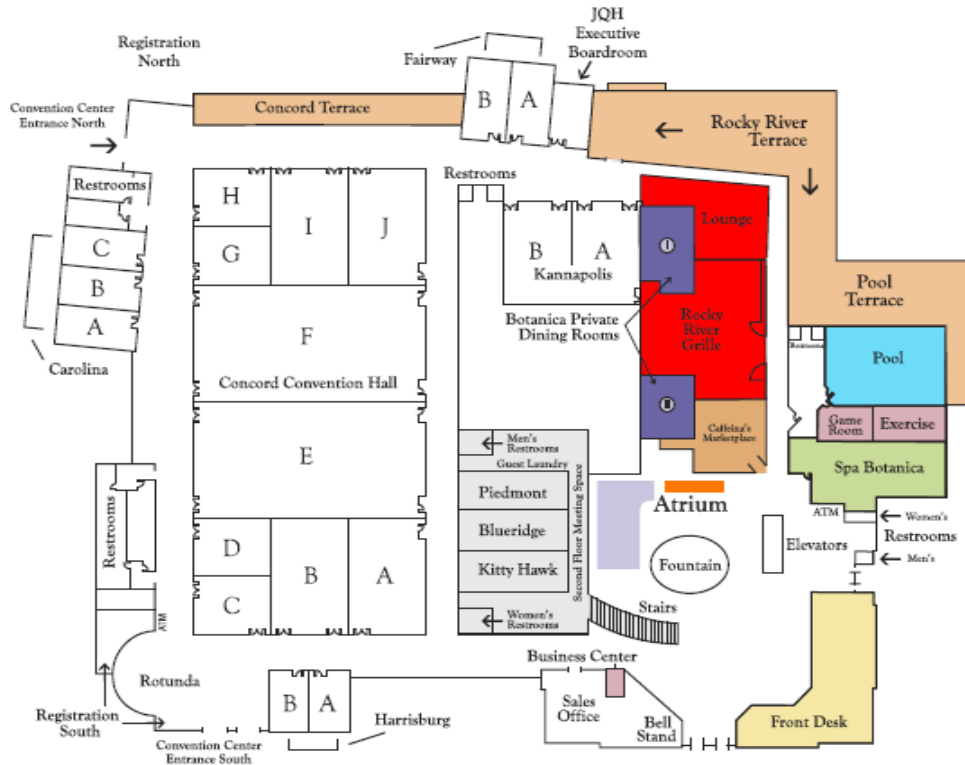 JQH
Executive
Boardroom
Registration
North
Fairway
B
A
Convention Center
Entrance North
Concord Terrace
Rocky River
Terrace
Restrooms
Restrooms
H
I
J
G
Lounge
I
B
A
Kannapolis
C
B
A
Carolina
F
Concord Convention Hall
Botanica Private
Dining Rooms
Rocky
River
Grille
Pool
Terrace
Restrooms
Pool
II
Caffeina's
Marketplace
Game
Room
Exercise
Spa Botanica
E
Men's
Restrooms
Guest Laundry
Piedmont
Blueridge
Kitty Hawk
Women's
Restrooms
Second Floor Meeting Space
Atrium
Fountain
Stairs
Elevators
ATM
Women's
Restrooms
Men's
Restrooms
D
B
A
C
ATM
Rotunda
Registration
South
Convention Center
Entrance South
B
A
Harrisburg
Business Center
Sales
Office
Bell
Stand
Front Desk